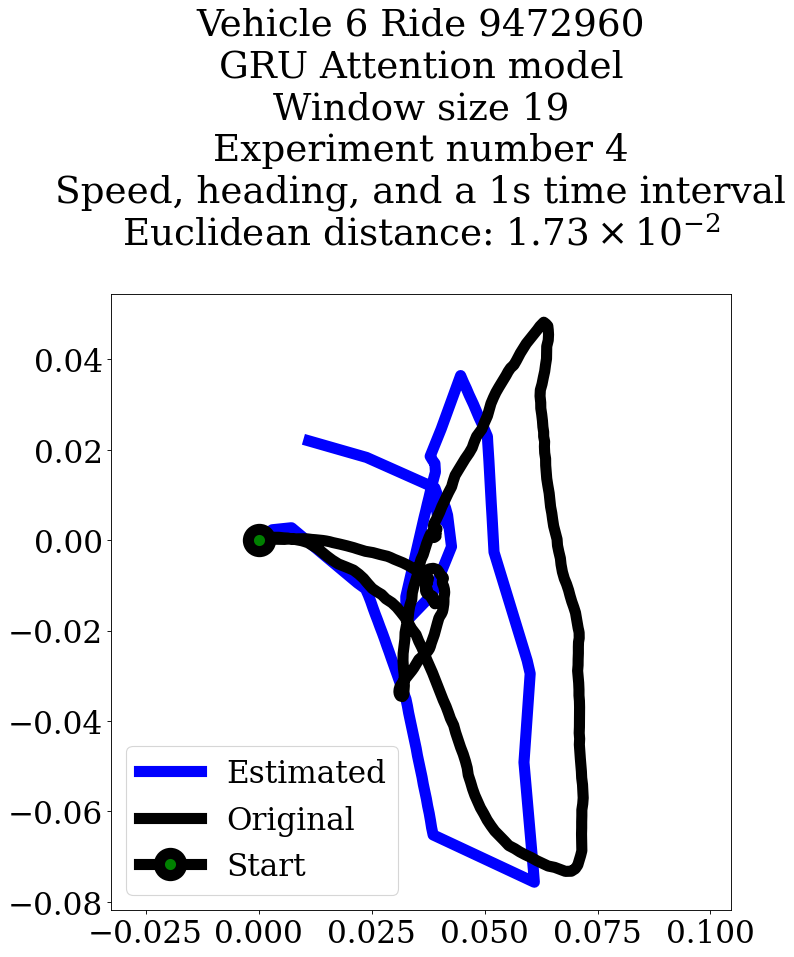 Vehicle 6 Ride 9472960
GRU Attention model
Window size 19
Experiment number 4
Speed, heading, and a 1s time interval
Euclidean distance: 1.73 × 10⁻²
0.04
0.02
0.00
−0.02
−0.04
−0.06
−0.08
Estimated
Original
Start
−0.025 0.000 0.025 0.050 0.075 0.100